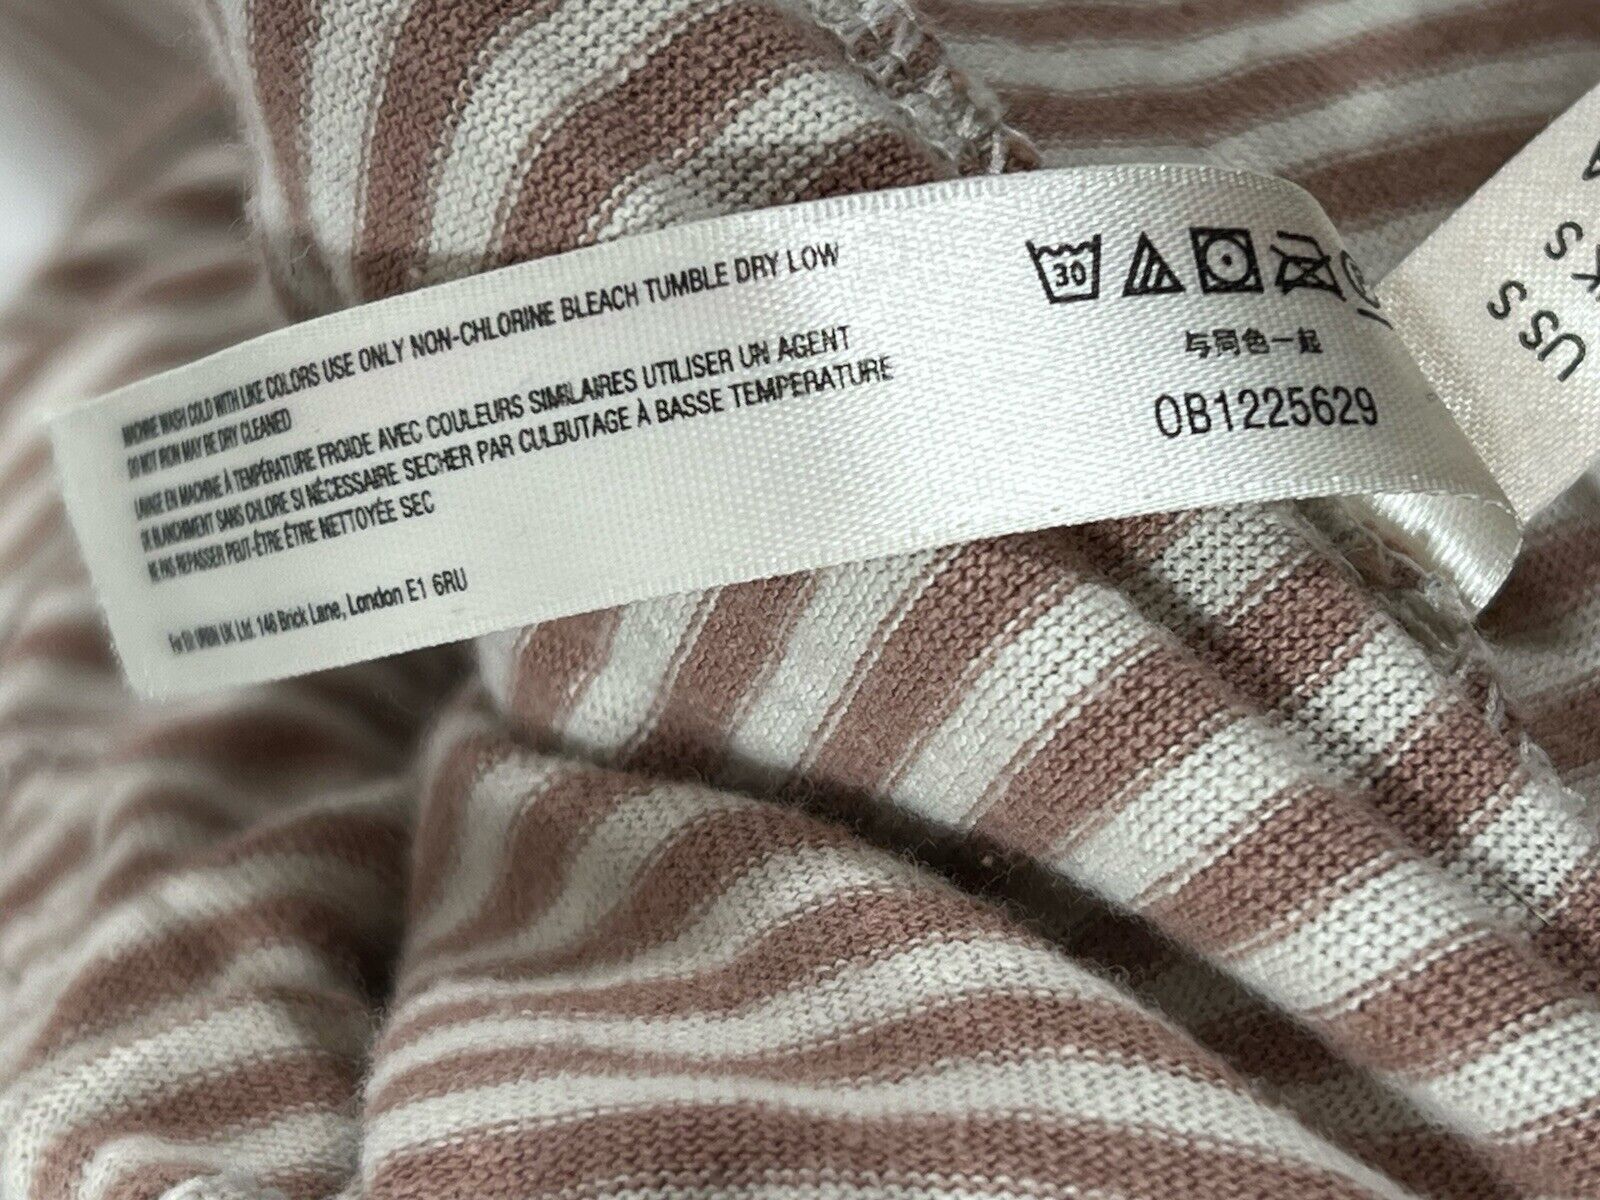 MACHINE WASH COLD WITH LIKE COLORS USE ONLY NON-CHLORINE BLEACH TUMBLE DRY LOW
DO NOT IRON MAY BE DRY CLEANED
LAVAGE EN MACHINE À TEMPÉRATURE FROIDE AVEC COULEURS SIMILAIRES UTILISER UN AGENT
DE BLANCHIMENT SANS CHLORE SI NÉCESSAIRE SECHER PAR CULBUTAGE À BASSE TEMPERATURE
NE PAS REPASSER PEUT-ÊTRE ÊTRE NETTOYÉE SEC
URBN UK Ltd. 146 Brick Lane, London E1 6RU
30
与同色一起
OB1225629
US S
S